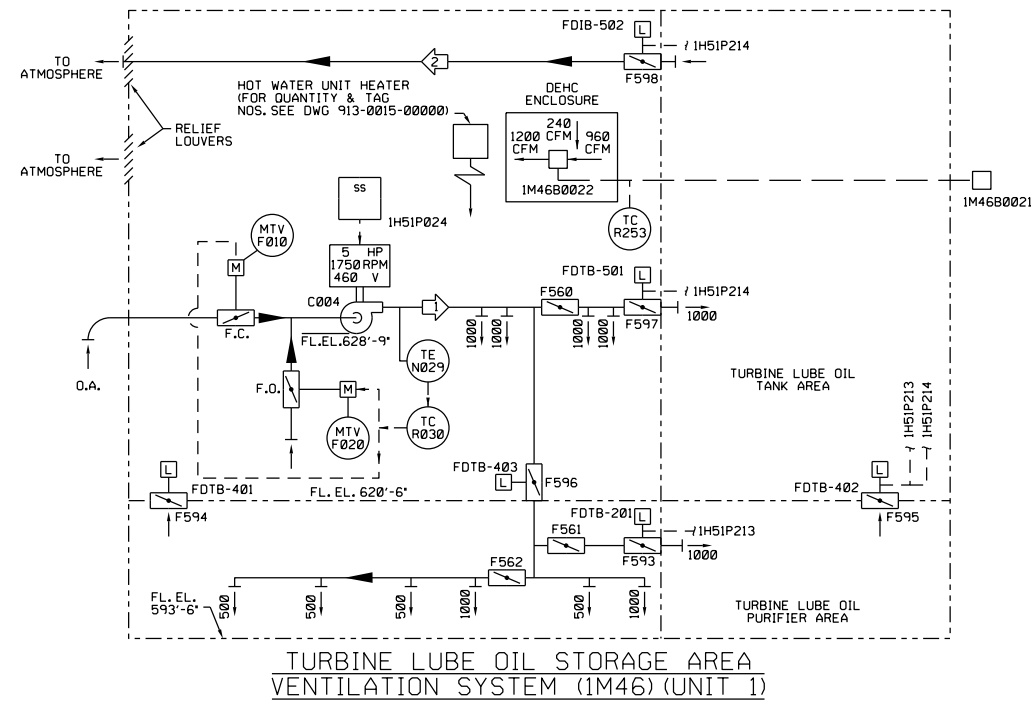 FDIB-502
L
1H51P214
TO
ATMOSPHERE
2
F598
HOT WATER UNIT HEATER
(FOR QUANTITY & TAG
NOS. SEE DWG 913-0015-00000)
DEHC
ENCLOSURE
RELIEF
LOUVERS
240
CFM
1200
CFM
960
CFM
TO
ATMOSPHERE
1M46B0022
1M46B0021
SS
1H51P024
TC
R253
MTV
F010
M
5 HP
1750 RPM
460 V
FDTB-501
L
1H51P214
C004
1
F560
F597
1000
F.C.
FL.EL.628'-9"
1000
1000
1000
1000
O.A.
TE
N029
F.O.
M
TURBINE LUBE OIL
TANK AREA
1H51P213
1H51P214
MTV
F020
TC
R030
L
FDTB-401
FL. EL. 620'-6"
FDTB-403
L
F596
FDTB-402
L
F594
F595
FDTB-201
L
1H51P213
F561
F593
1000
F562
FL. EL.
593'-6"
500
500
500
1000
500
1000
TURBINE LUBE OIL
PURIFIER AREA
TURBINE LUBE OIL STORAGE AREA
VENTILATION SYSTEM (1M46) (UNIT 1)